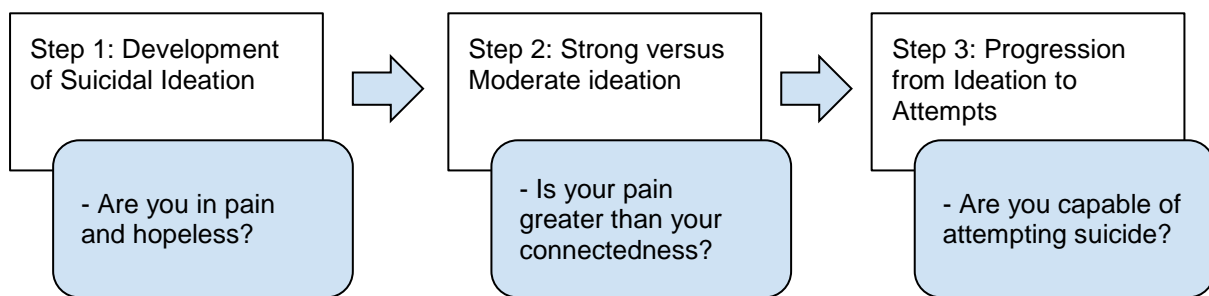 Step 1: Development
of Suicidal Ideation
- Are you in pain
and hopeless?
Step 2: Strong versus
Moderate ideation
- Is your pain
greater than your
connectedness?
Step 3: Progression
from Ideation to
Attempts
- Are you capable of
attempting suicide?